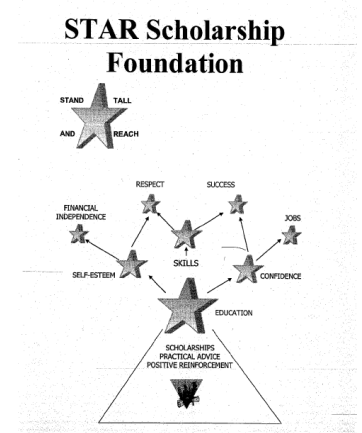 STAR Scholarship
Foundation
STAND TALL
AND REACH
RESPECT SUCCESS
FINANCIAL
INDEPENDENCE
JOBS
SKILLS
SELF-ESTEEM
CONFIDENCE
EDUCATION
SCHOLARSHIPS
PRACTICAL ADVICE
POSITIVE REINFORCEMENT